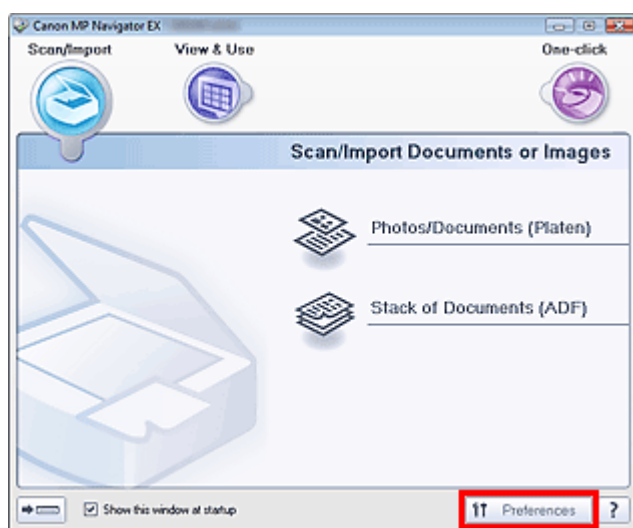 Canon MP Navigator EX
Scan/Import
View & Use
One-click
Scan/Import Documents or Images
Photos/Documents (Platen)
Stack of Documents (ADF)
Show this window at startup
Preferences
?